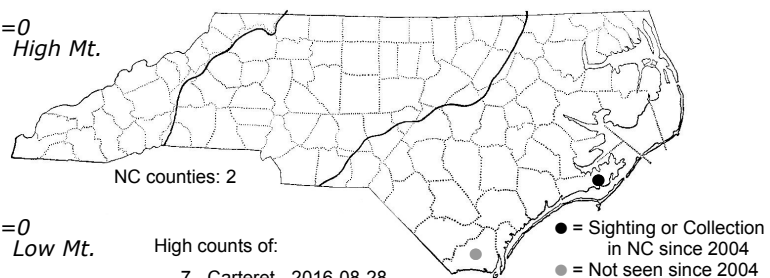 =0
High Mt.
NC counties: 2
=0
Low Mt.
High counts of:
7 - Carteret - 2016-08-28
● = Sighting or Collection
in NC since 2004
● = Not seen since 2004